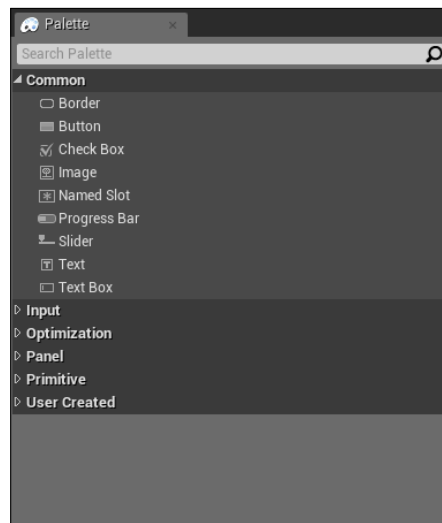 Palette
Search Palette
Common
Border
Button
Check Box
Image
Named Slot
Progress Bar
Slider
Text
Text Box
Input
Optimization
Panel
Primitive
User Created